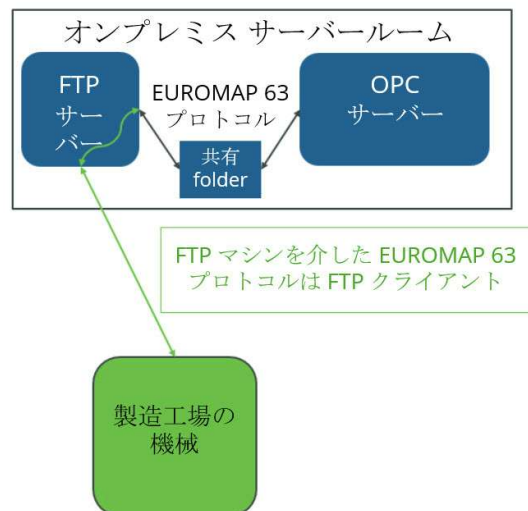 オンプレミス サーバールーム
FTP
サー
バー
EUROMAP 63
プロトコル
OPC
サーバー
共有
folder
FTP マシンを介した EUROMAP 63
プロトコルは FTP クライアント
製造工場の
機械